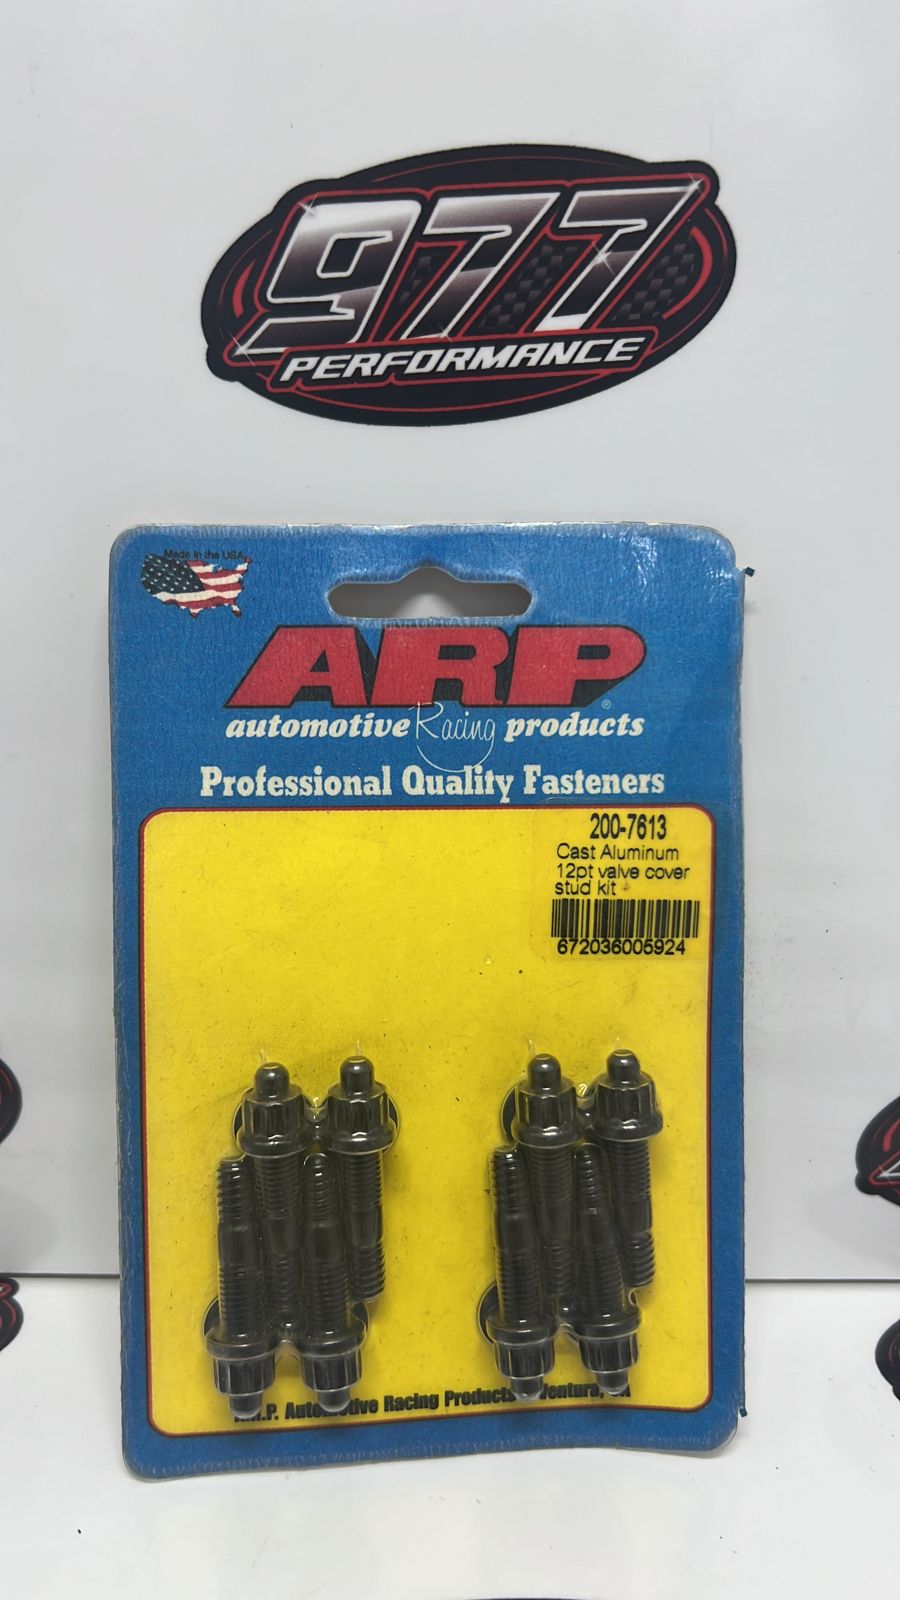 977
PERFORMANCE
Made in the USA
ARP®
automotive Racing products
Professional Quality Fasteners
200-7613
Cast Aluminum
12pt valve cover
stud kit
672036005924
A.R.P. Automotive Racing Products Ventura,